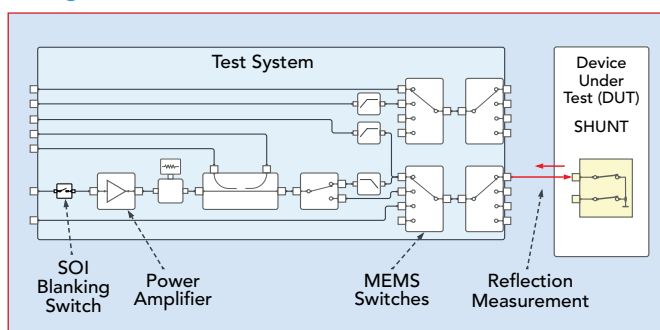 Test System
Device
Under
Test (DUT)
SHUNT
SOI
Blanking
Switch
Power
Amplifier
MEMS
Switches
Reflection
Measurement